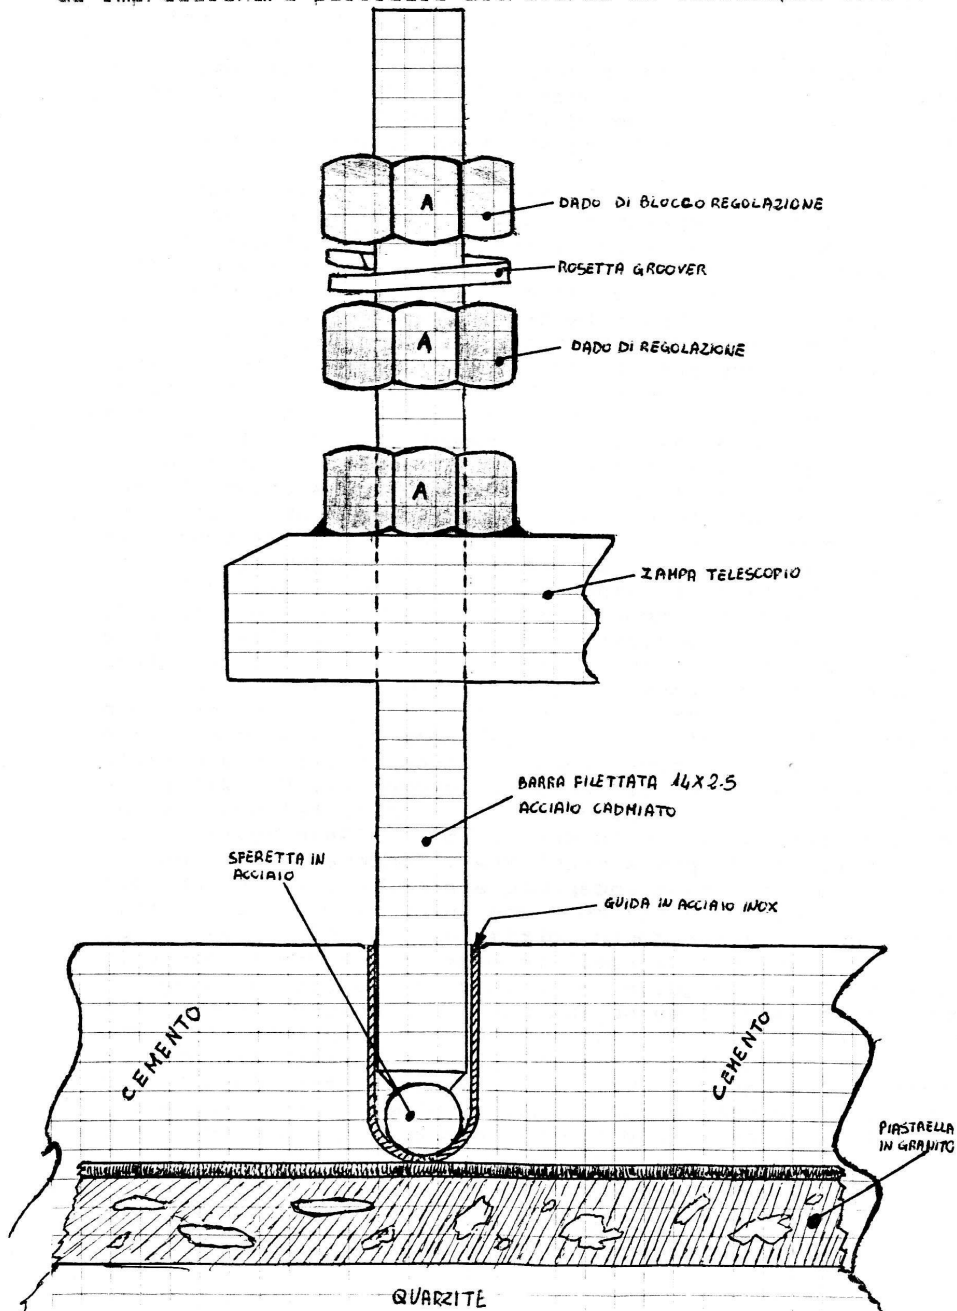 A
DADO DI BLOCCO REGOLAZIONE
ROSETTA GROOVER
A
DADO DI REGOLAZIONE
A
ZAMPA TELESCOPIO
BARRA FILETTATA 14X2.5
ACCIAIO CADMIATO
SFERETTA IN
ACCIAIO
GUIDA IN ACCIAIO INOX
CEMENTO
CEMENTO
PIASTRELLA
IN GRANITO
QUARZITE